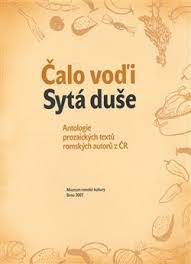 Čalo voďi
Sytá duše
Antologie
prozaických textů
romských autorů z ČR
Muzeum romské kultury
Brno 2007